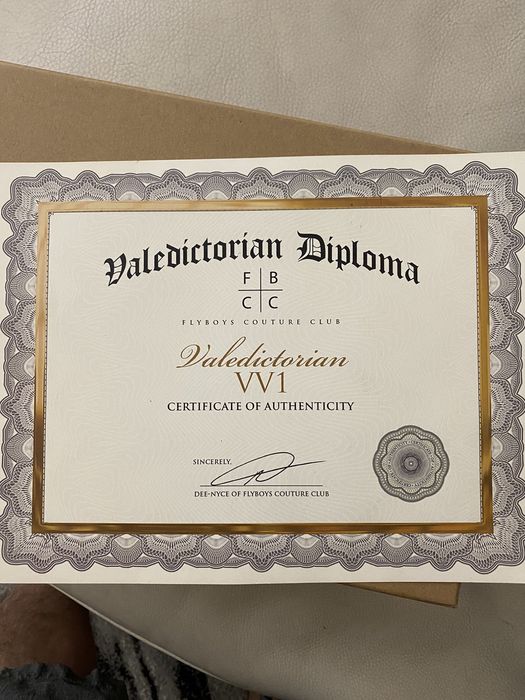 Valedictorian Diploma
F B
C C
FLYBOYS COUTURE CLUB
Valedictorian
VV1
CERTIFICATE OF AUTHENTICITY
SINCERELY,
DEE-NYCE OF FLYBOYS COUTURE CLUB